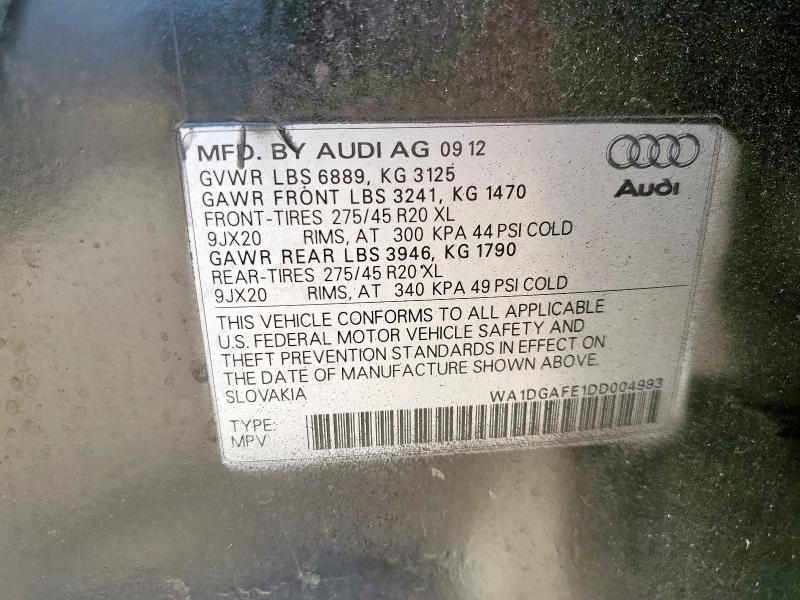 MFD. BY AUDI AG 09 12
Audi
GVWR LBS 6889, KG 3125
GAWR FRONT LBS 3241, KG 1470
FRONT-TIRES 275/45 R20 XL
9JX20 RIMS, AT 300 KPA 44 PSI COLD
GAWR REAR LBS 3946, KG 1790
REAR-TIRES 275/45 R20 XL
9JX20 RIMS, AT 340 KPA 49 PSI COLD
THIS VEHICLE CONFORMS TO ALL APPLICABLE
U.S. FEDERAL MOTOR VEHICLE SAFETY AND
THEFT PREVENTION STANDARDS IN EFFECT ON
THE DATE OF MANUFACTURE SHOWN ABOVE.
SLOVAKIA WA1DGAFE1DD004993
TYPE:
MPV